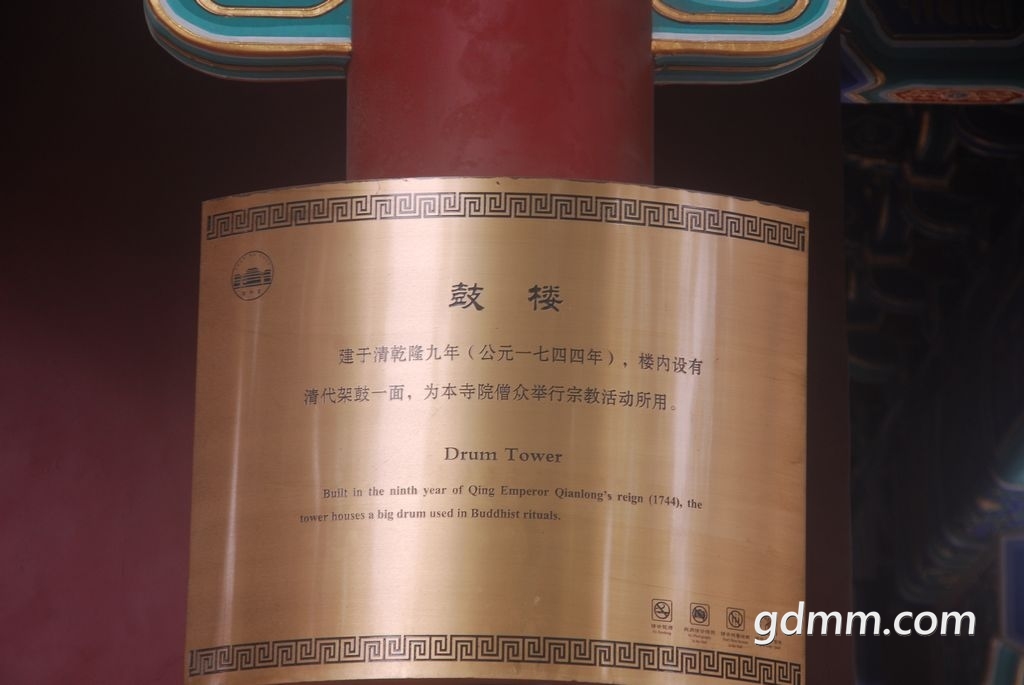 鼓 楼
建于清乾隆九年（公元一七四四年），楼内设有
清代架鼓一面，为本寺院僧众举行宗教活动所用。
Drum Tower
Built in the ninth year of Qing Emperor Qianlong's reign (1744), the
tower houses a big drum used in Buddhist rituals.
gdmm.com